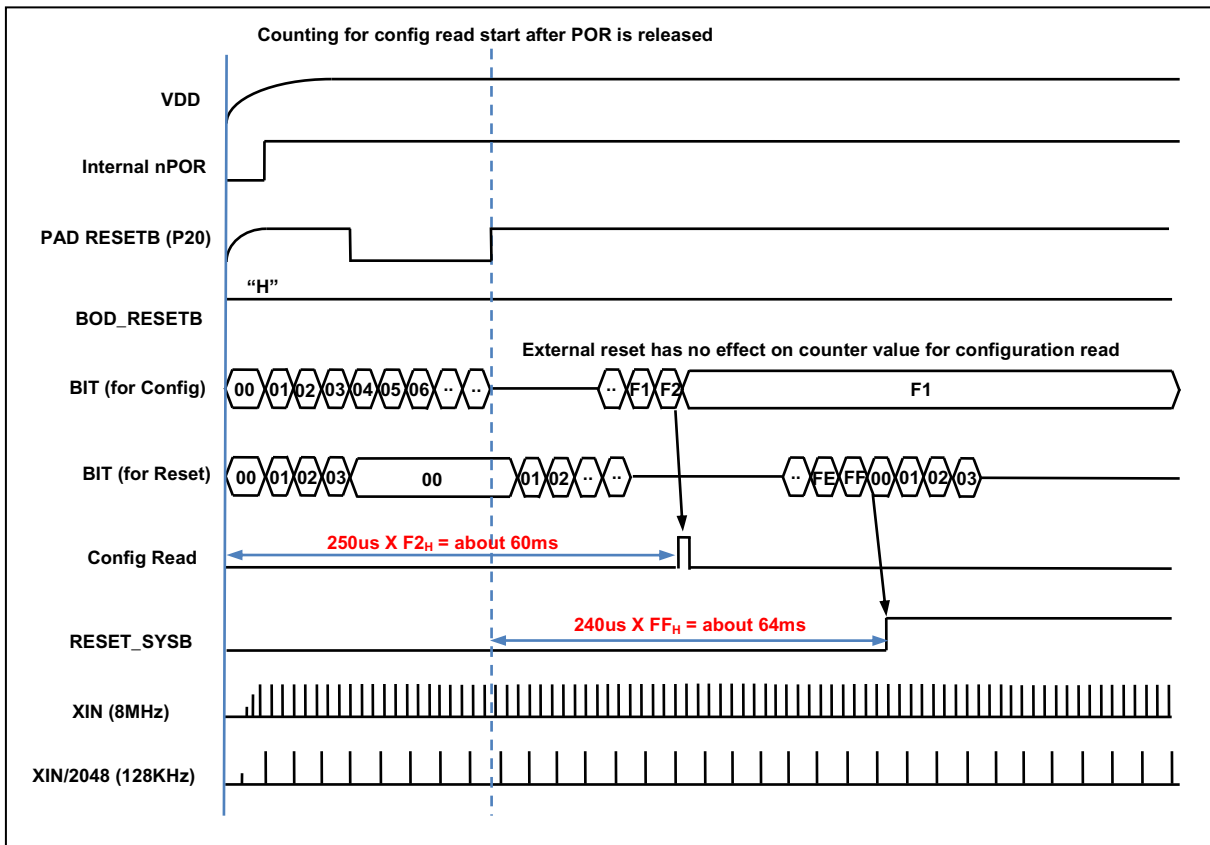 Counting for config read start after POR is released
VDD
Internal nPOR
PAD RESETB (P20)
“H”
BOD_RESETB
External reset has no effect on counter value for configuration read
BIT (for Config) 00 01 02 03 04 05 06 ·· ·· ·· F1 F2 F1
BIT (for Reset) 00 01 02 03 00 01 02 ·· ·· ·· FE FF 00 01 02 03
250us X F2H = about 60ms
Config Read
240us X FFH = about 64ms
RESET_SYSB
XIN (8MHz)
XIN/2048 (128KHz)